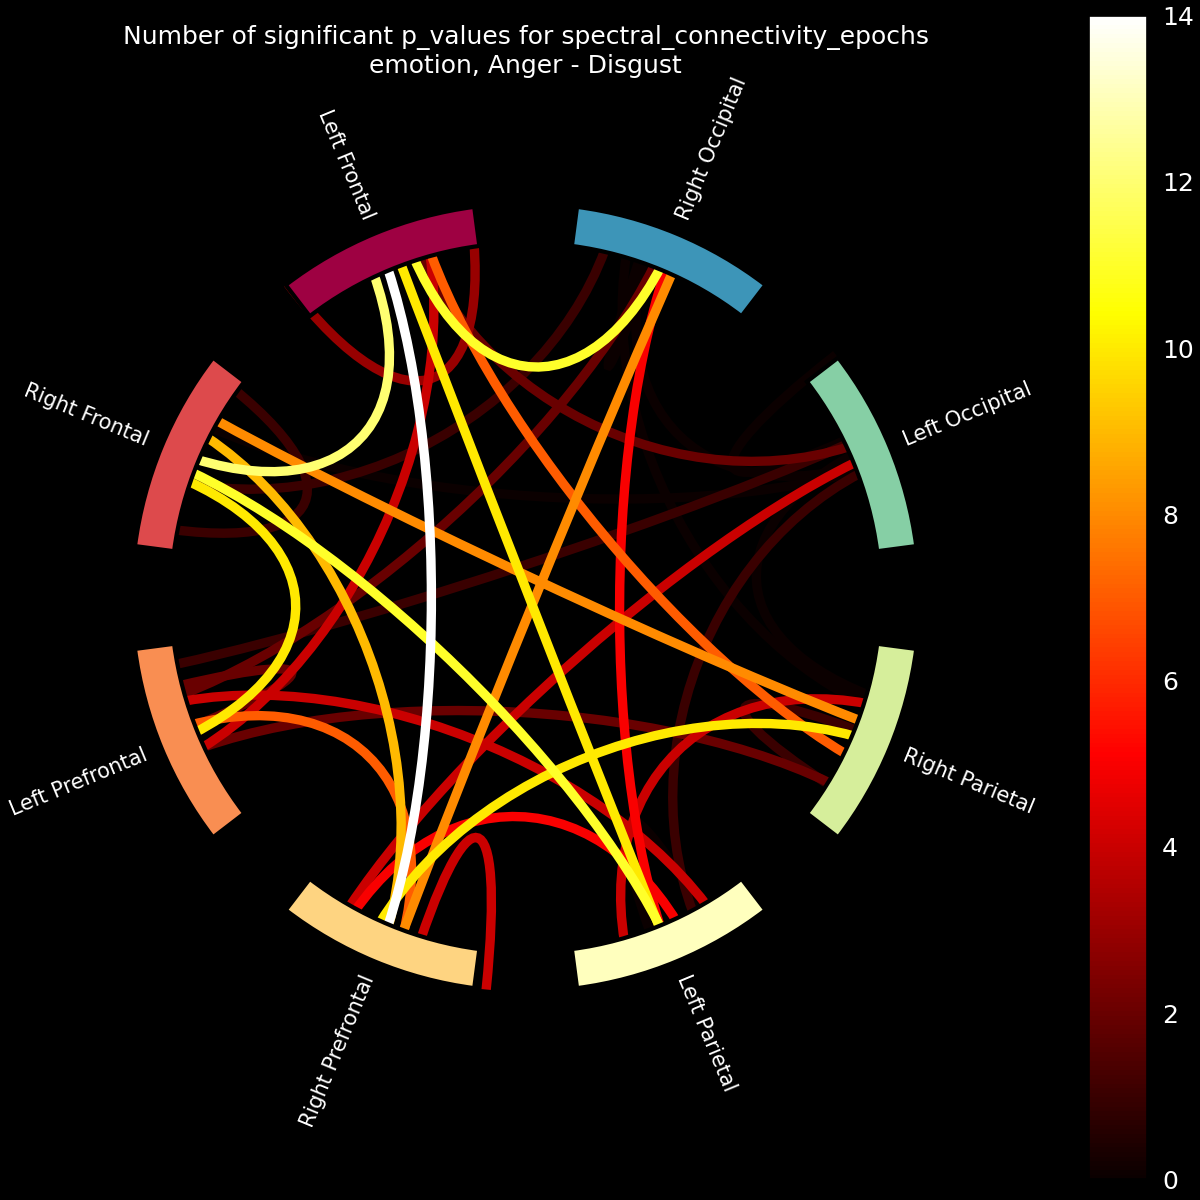 Number of significant p_values for spectral_connectivity_epochs
emotion, Anger - Disgust
Left Frontal
Right Occipital
Right Frontal
Left Occipital
Left Prefrontal
Right Parietal
Right Prefrontal
Left Parietal
14
12
10
8
6
4
2
0